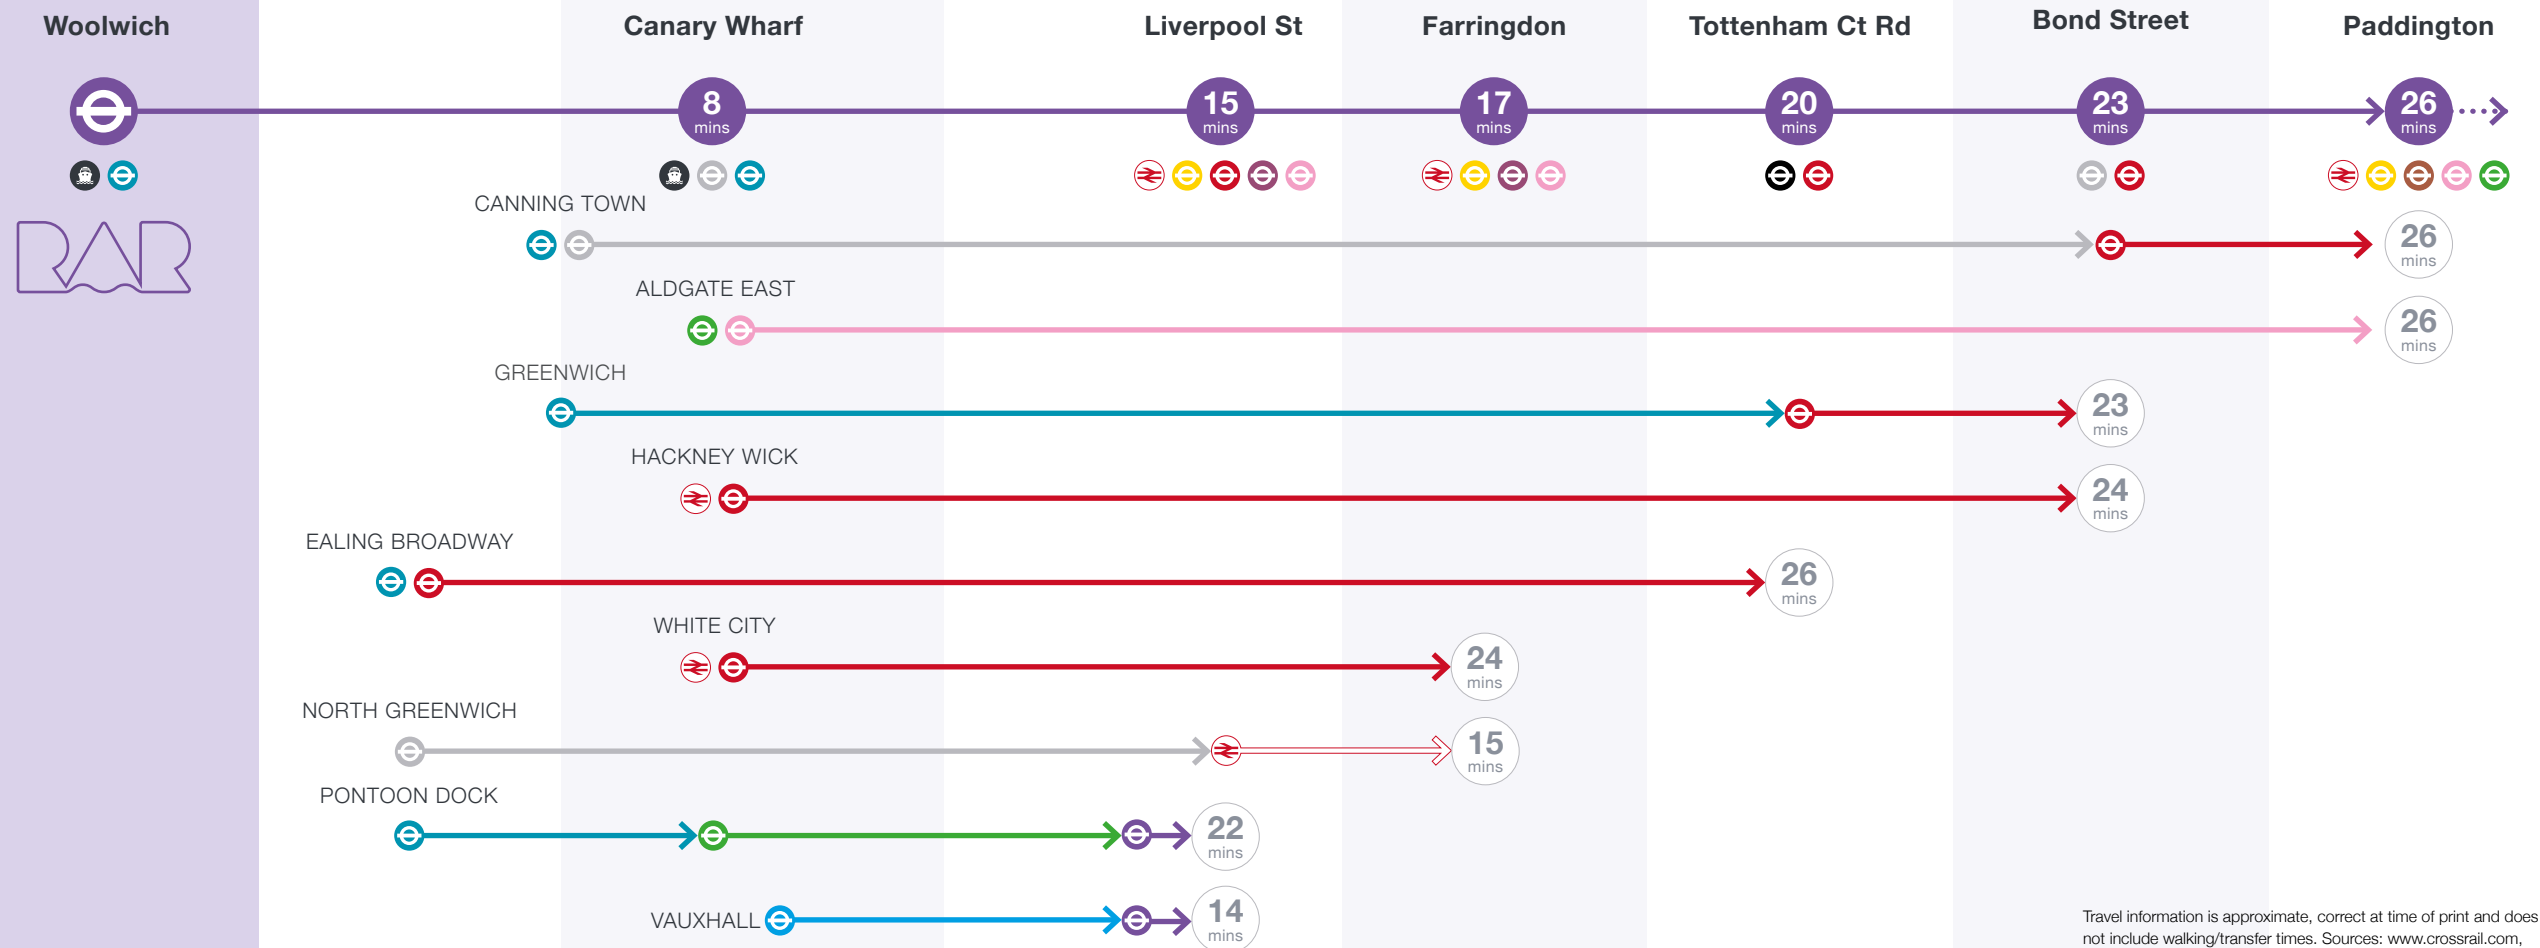 Woolwich
Canary Wharf
Liverpool St
Farringdon
Tottenham Ct Rd
Bond Street
Paddington
8
mins
15
mins
17
mins
20
mins
23
mins
26
mins
RAR
CANNING TOWN
26
mins
ALDGATE EAST
26
mins
GREENWICH
23
mins
HACKNEY WICK
24
mins
EALING BROADWAY
26
mins
WHITE CITY
24
mins
NORTH GREENWICH
15
mins
PONTOON DOCK
22
mins
VAUXHALL
14
mins
Travel information is approximate, correct at time of print and does
not include walking/transfer times. Sources: www.crossrail.com,